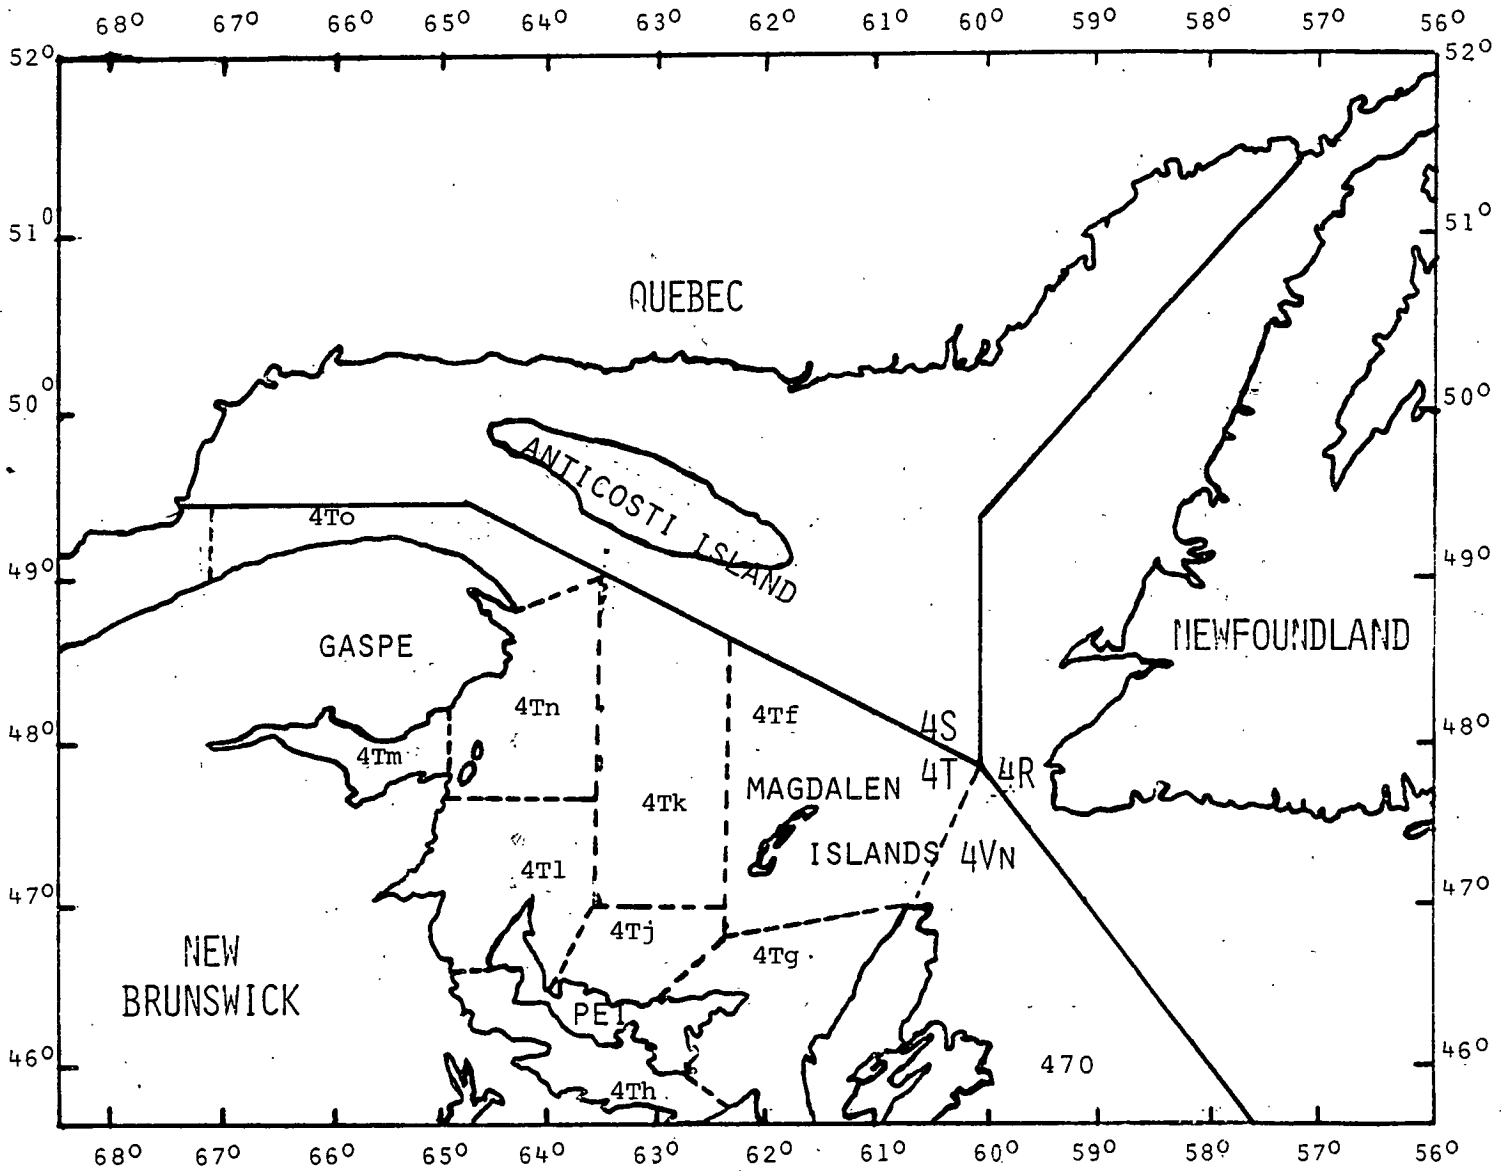 68° 67° 66° 65° 64° 63° 62° 61° 60° 59° 58° 57° 56°
52° 52°
51° 51°
QUEBEC
50° 50°
ANTICOSTI ISLAND
4To
49° 49°
GASPE
NEWFOUNDLAND
4Tn
4Tf
4S
48° 48°
4Tm
4T 4R
MAGDALEN
4Tk
ISLANDS 4Vn
4Tl
47° 47°
4Tj
NEW
4Tg
BRUNSWICK
PEI
46° 46°
470
4Th
68° 67° 66° 65° 64° 63° 62° 61° 60° 59° 58° 57° 56°